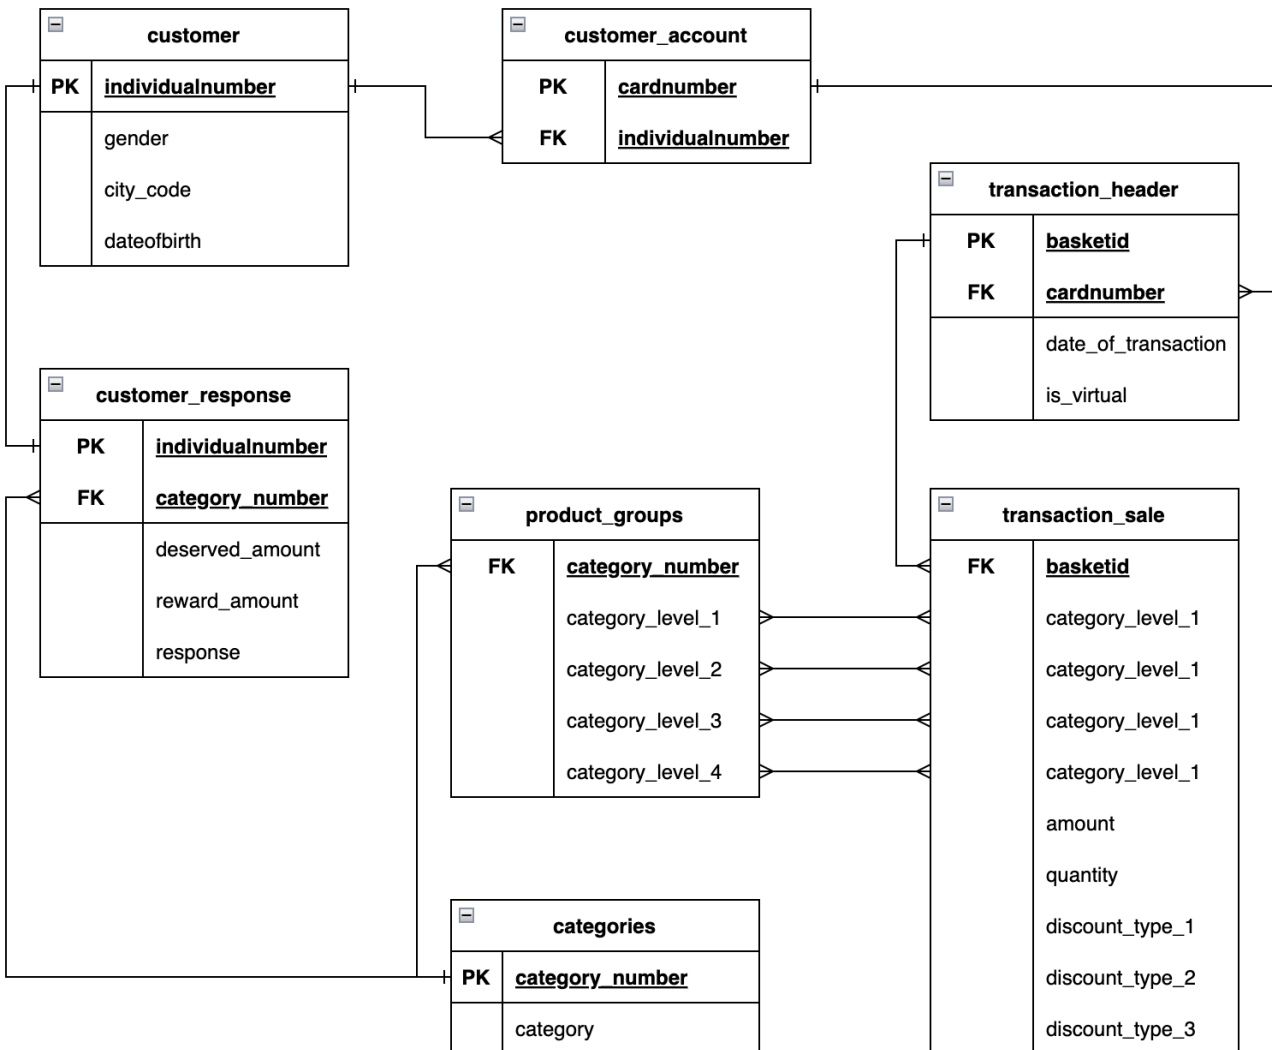 customer
PK individualnumber
gender
city_code
dateofbirth
customer_account
PK cardnumber
FK individualnumber
transaction_header
PK basketid
FK cardnumber
date_of_transaction
is_virtual
customer_response
PK individualnumber
FK category_number
deserved_amount
reward_amount
response
product_groups
FK category_number
category_level_1
category_level_2
category_level_3
category_level_4
transaction_sale
FK basketid
category_level_1
category_level_1
category_level_1
category_level_1
amount
quantity
discount_type_1
discount_type_2
discount_type_3
categories
PK category_number
category